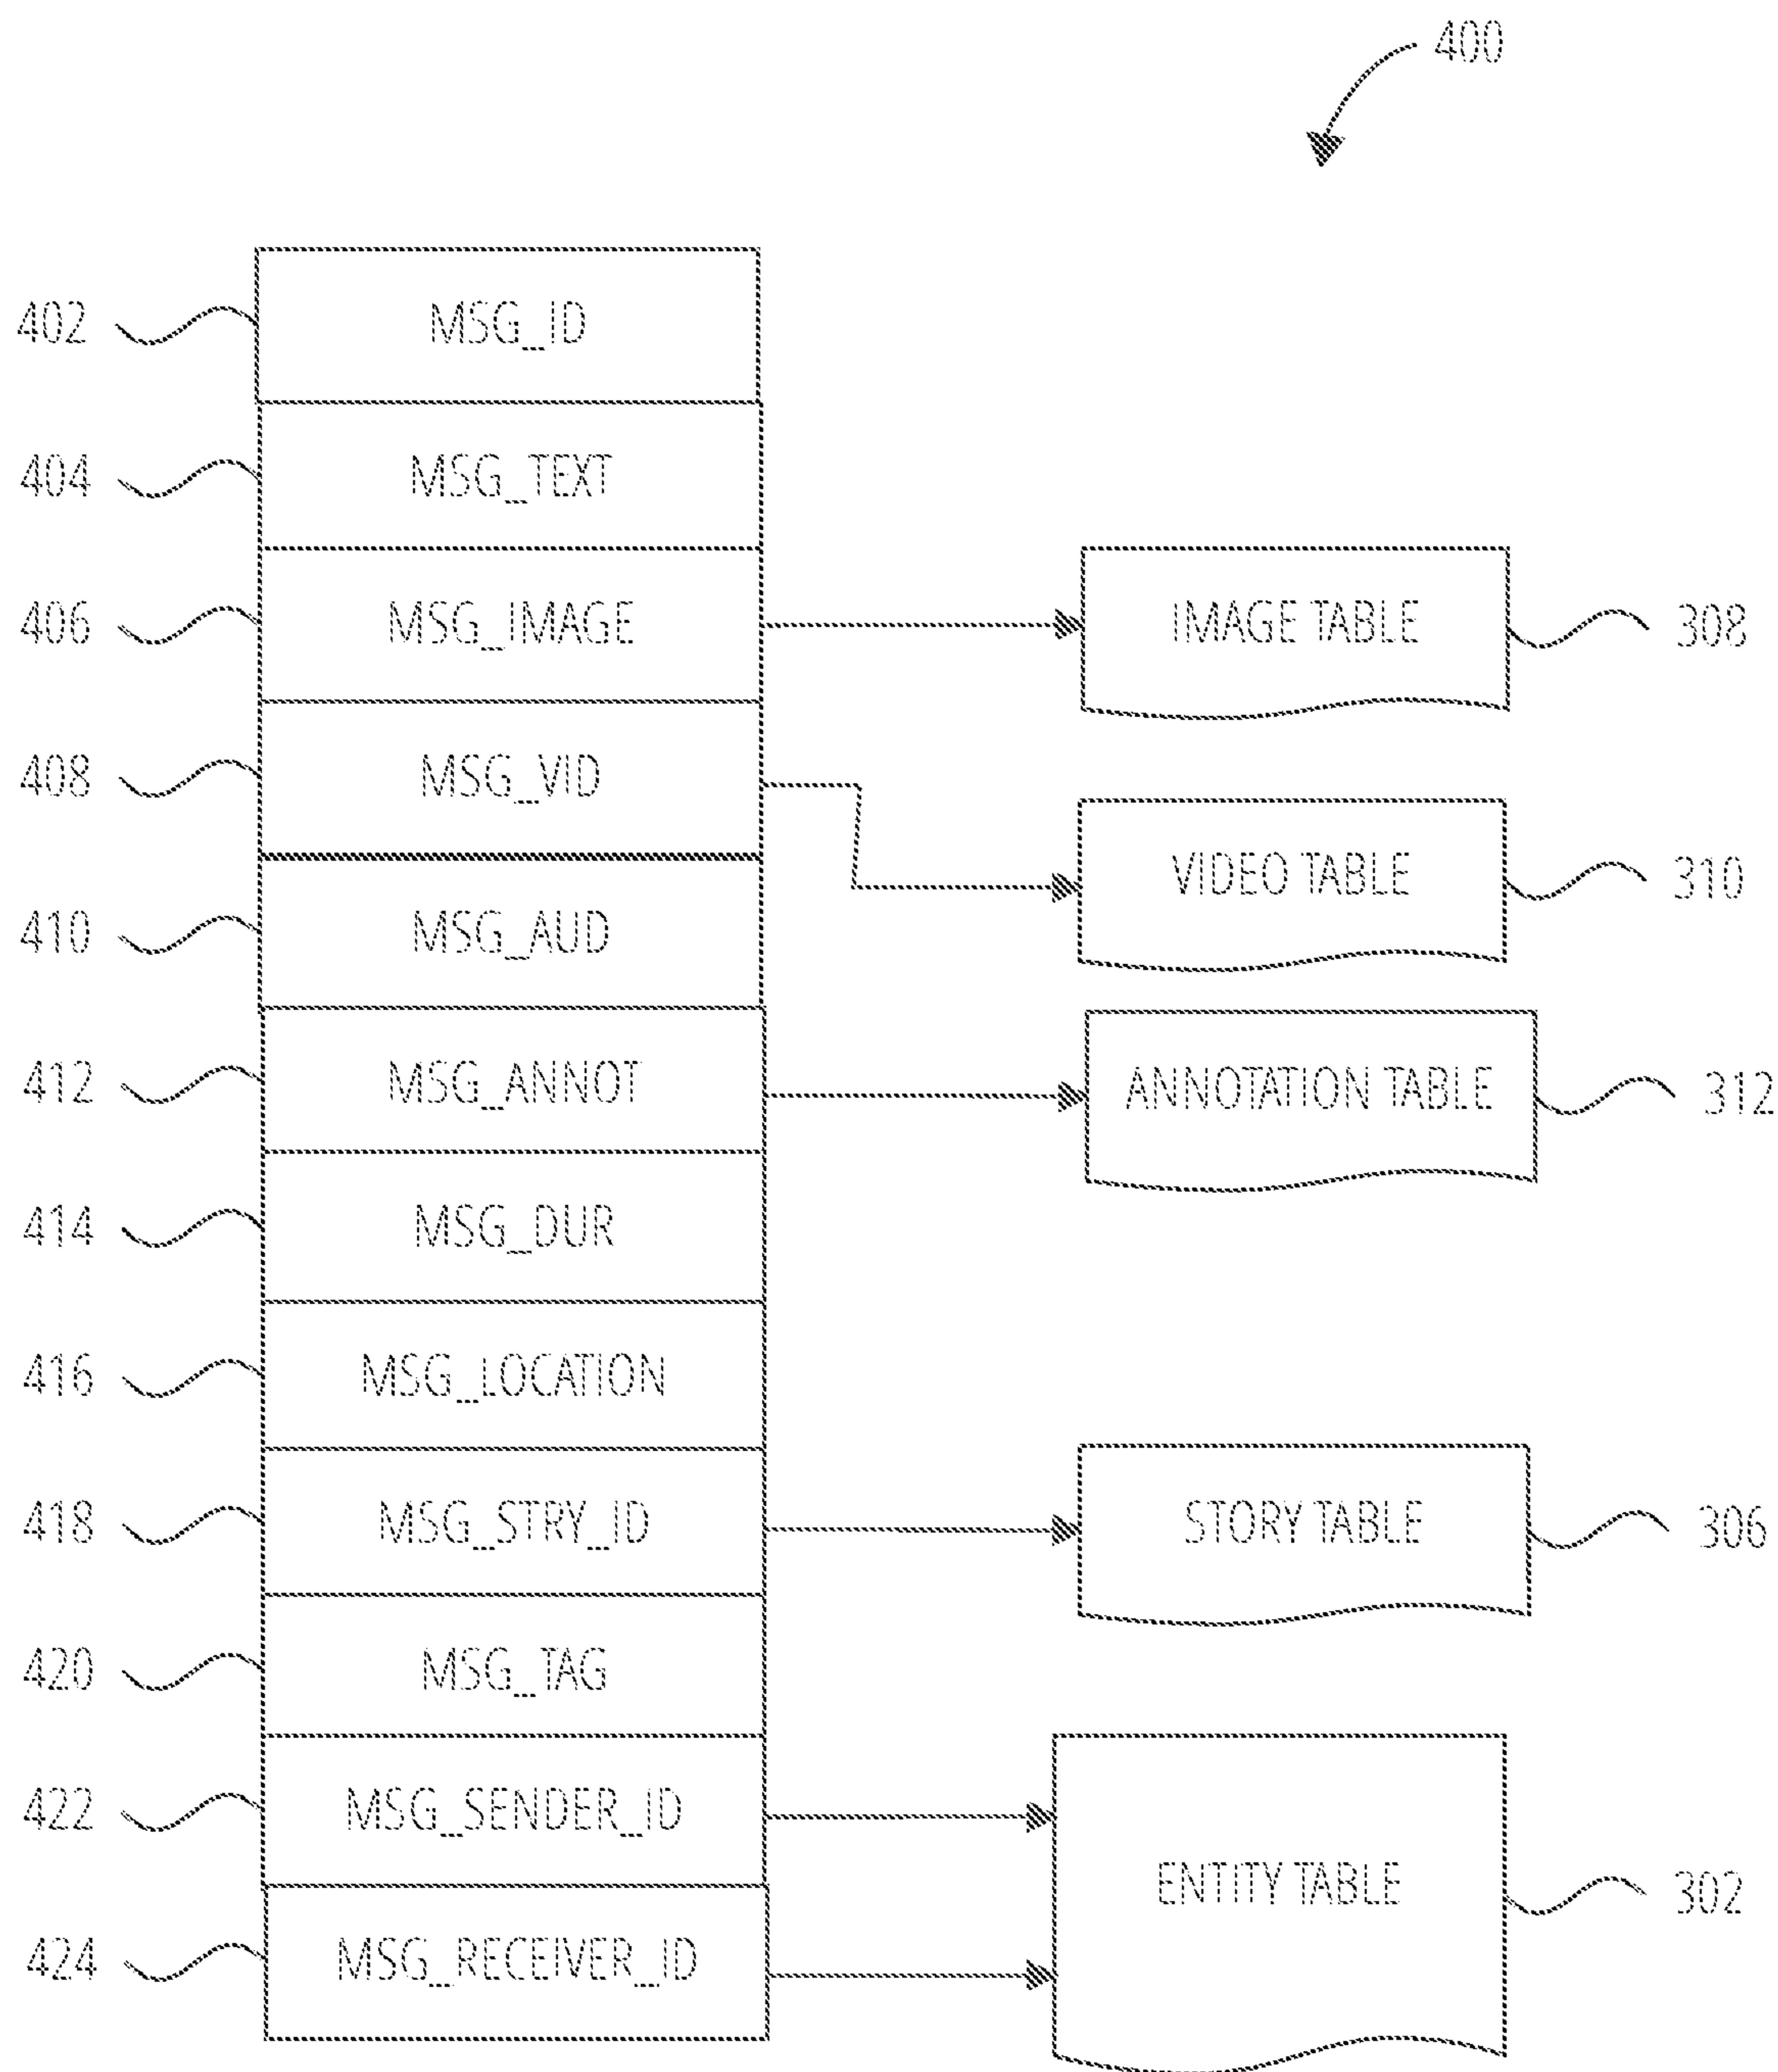 400
402 MSG_ID
404 MSG_TEXT
406 MSG_IMAGE IMAGE TABLE 308
408 MSG_VID
VIDEO TABLE 310
410 MSG_AUD
412 MSG_ANNOT ANNOTATION TABLE 312
414 MSG_DUR
416 MSG_LOCATION
418 MSG_STRY_ID STORY TABLE 306
420 MSG_TAG
422 MSG_SENDER_ID
ENTITY TABLE 302
424 MSG_RECEIVER_ID